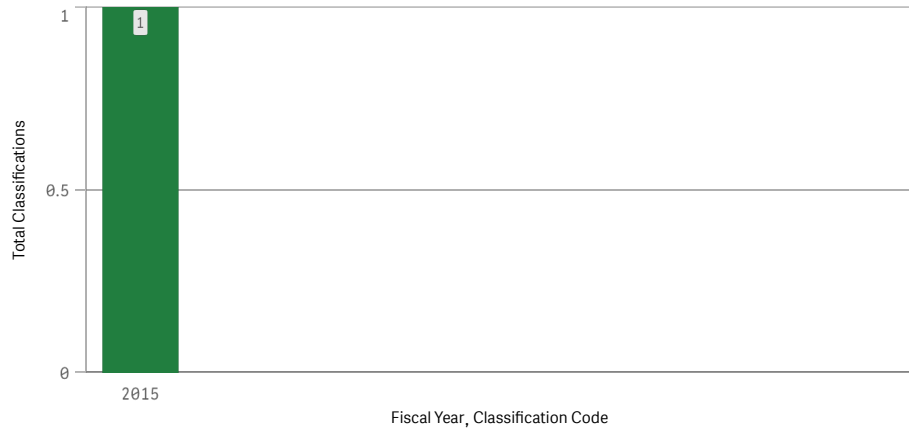 Total Classifications
1
1
0.5
0
2015
Fiscal Year, Classification Code